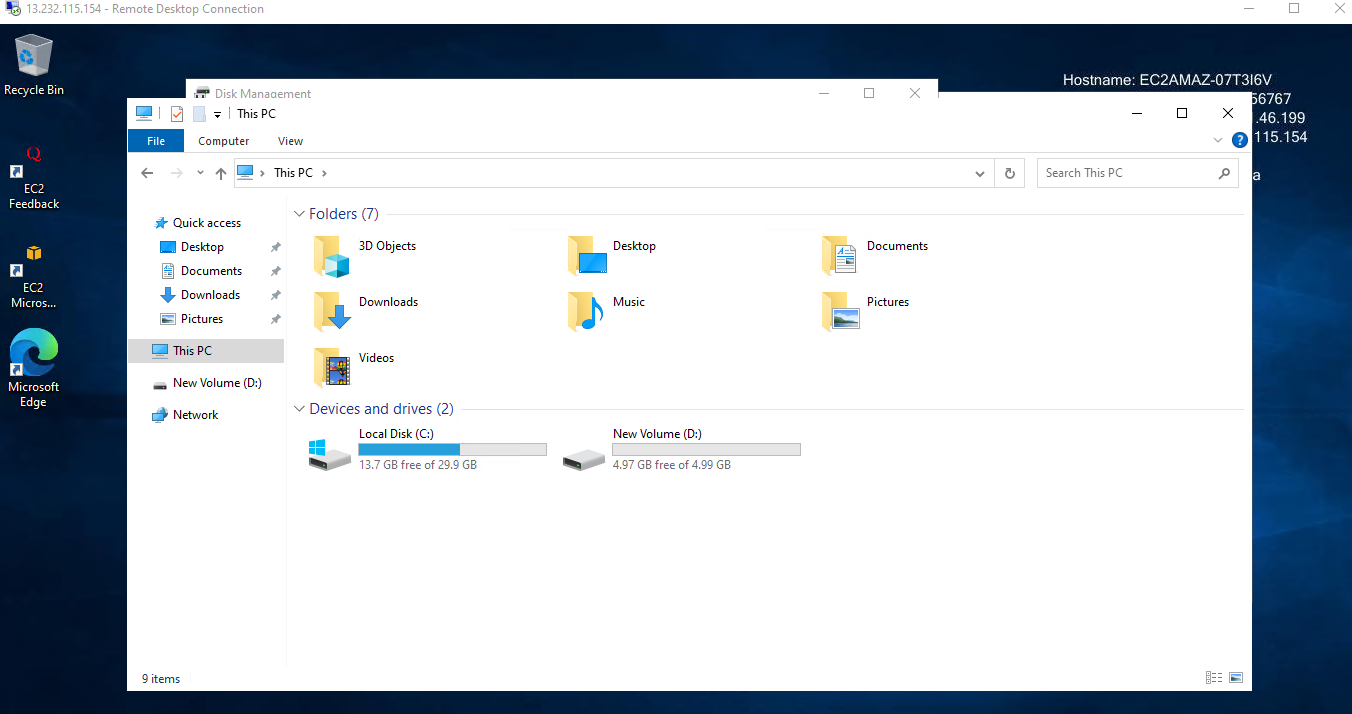 13.232.115.154 - Remote Desktop Connection
Recycle Bin
EC2
Feedback
EC2
Micros...
Microsoft
Edge
Hostname: EC2AMAZ-07T3I6V
56767
.46.199
115.154
a
Disk Management
This PC
File
Computer
View
This PC
Search This PC
Quick access
Desktop
Documents
Downloads
Pictures
This PC
New Volume (D:)
Network
Folders (7)
3D Objects
Desktop
Documents
Downloads
Music
Pictures
Videos
Devices and drives (2)
Local Disk (C:)
13.7 GB free of 29.9 GB
New Volume (D:)
4.97 GB free of 4.99 GB
9 items